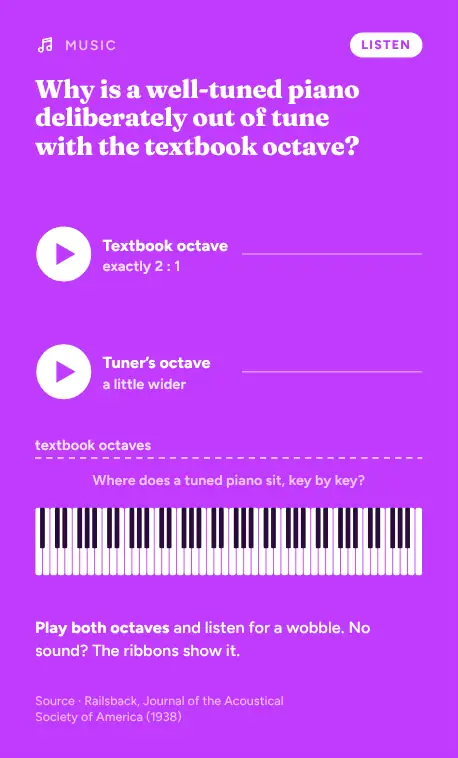 MUSIC
LISTEN
Why is a well-tuned piano
deliberately out of tune
with the textbook octave?
Textbook octave
exactly 2 : 1
Tuner’s octave
a little wider
textbook octaves
Where does a tuned piano sit, key by key?
Play both octaves and listen for a wobble. No
sound? The ribbons show it.
Source · Railsback, Journal of the Acoustical
Society of America (1938)